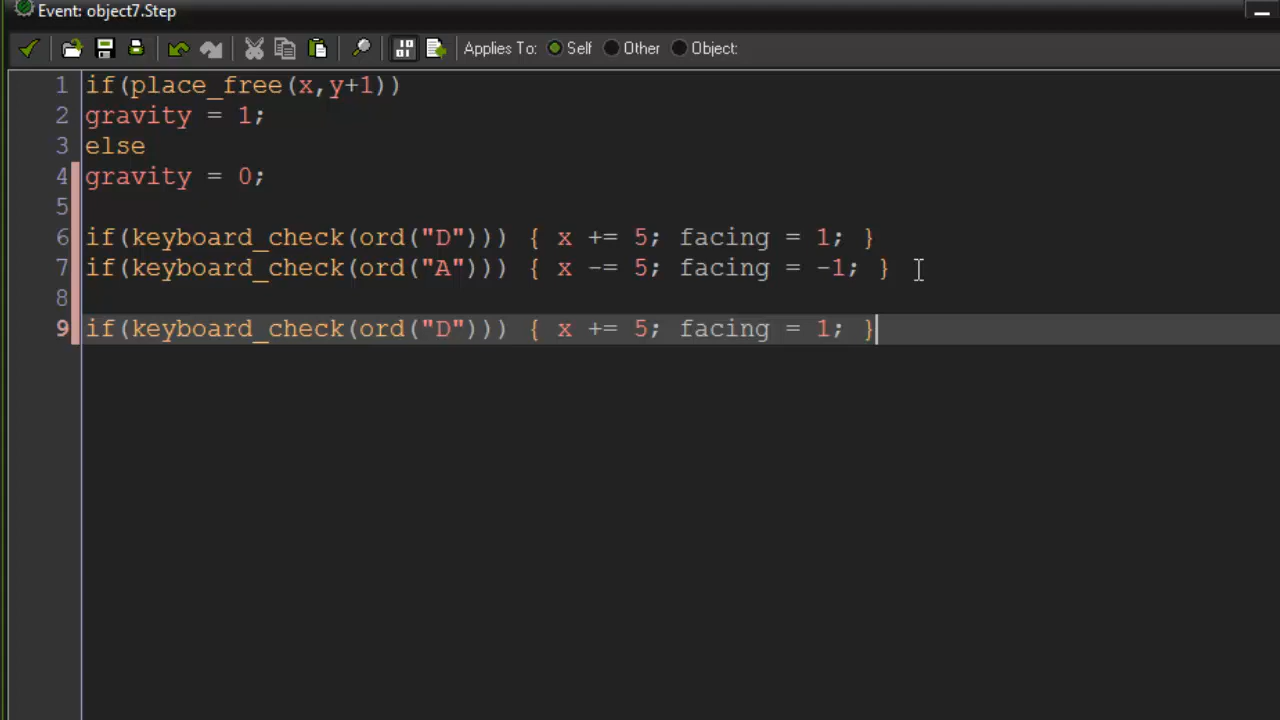 Event: object7.Step
Applies To: Self Other Object:
1 if(place_free(x,y+1))
2 gravity = 1;
3 else
4 gravity = 0;
5
6 if(keyboard_check(ord("D"))) { x += 5; facing = 1; }
7 if(keyboard_check(ord("A"))) { x -= 5; facing = -1; }
8
9 if(keyboard_check(ord("D"))) { x += 5; facing = 1; }